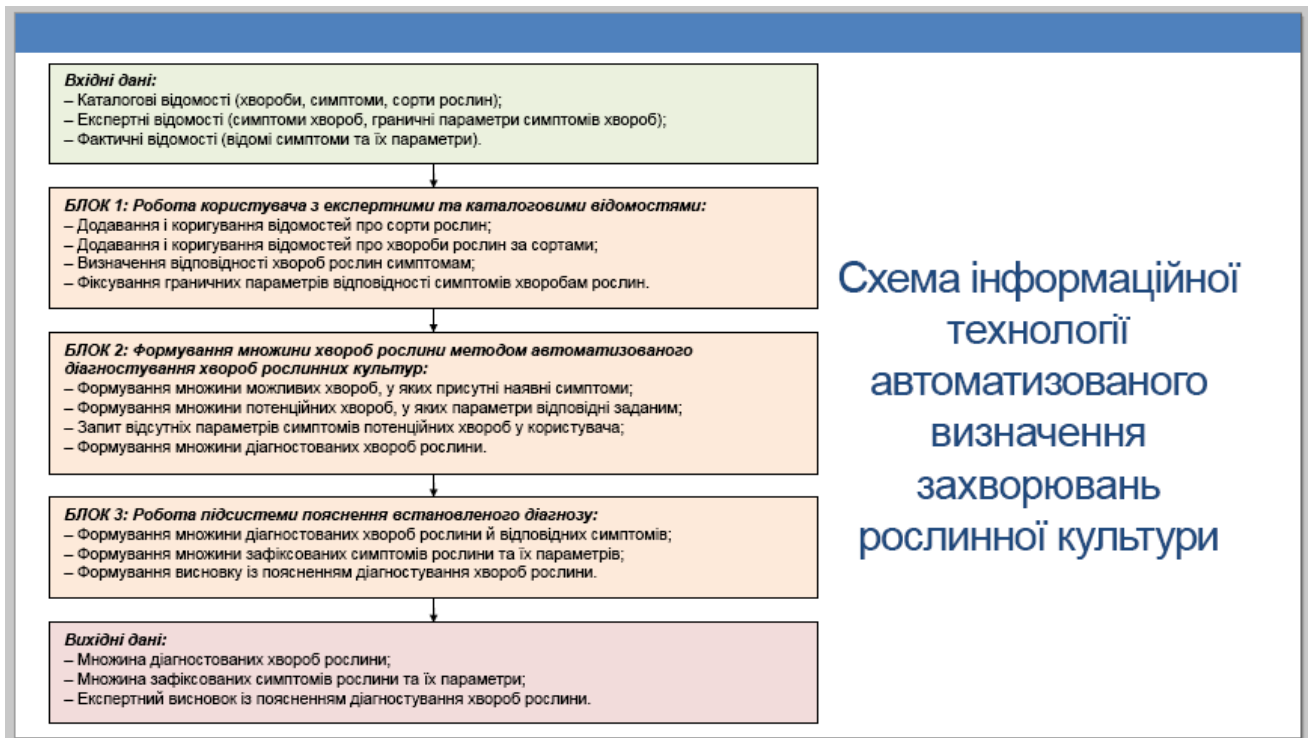 Вхідні дані:
– Каталогові відомості (хвороби, симптоми, сорти рослин);
– Експертні відомості (симптоми хвороб, граничні параметри симптомів хвороб);
– Фактичні відомості (відомі симптоми та їх параметри).
БЛОК 1: Робота користувача з експертними та каталоговими відомостями:
– Додавання і коригування відомостей про сорти рослин;
– Додавання і коригування відомостей про хвороби рослин за сортами;
– Визначення відповідності хвороб рослин симптомам;
– Фіксування граничних параметрів відповідності симптомів хворобам рослин.
БЛОК 2: Формування множини хвороб рослини методом автоматизованого
діагностування хвороб рослинних культур:
– Формування множини можливих хвороб, у яких присутні наявні симптоми;
– Формування множини потенційних хвороб, у яких параметри відповідні заданим;
– Запит відсутніх параметрів симптомів потенційних хвороб у користувача;
– Формування множини діагностованих хвороб рослини.
БЛОК 3: Робота підсистеми пояснення встановленого діагнозу:
– Формування множини діагностованих хвороб рослини й відповідних симптомів;
– Формування множини зафіксованих симптомів рослини та їх параметрів;
– Формування висновку із поясненням діагностування хвороб рослини.
Вихідні дані:
– Множина діагностованих хвороб рослини;
– Множина зафіксованих симптомів рослини та їх параметри;
– Експертний висновок із поясненням діагностування хвороб рослини.
Схема інформаційної
технології
автоматизованого
визначення
захворювань
рослинної культури